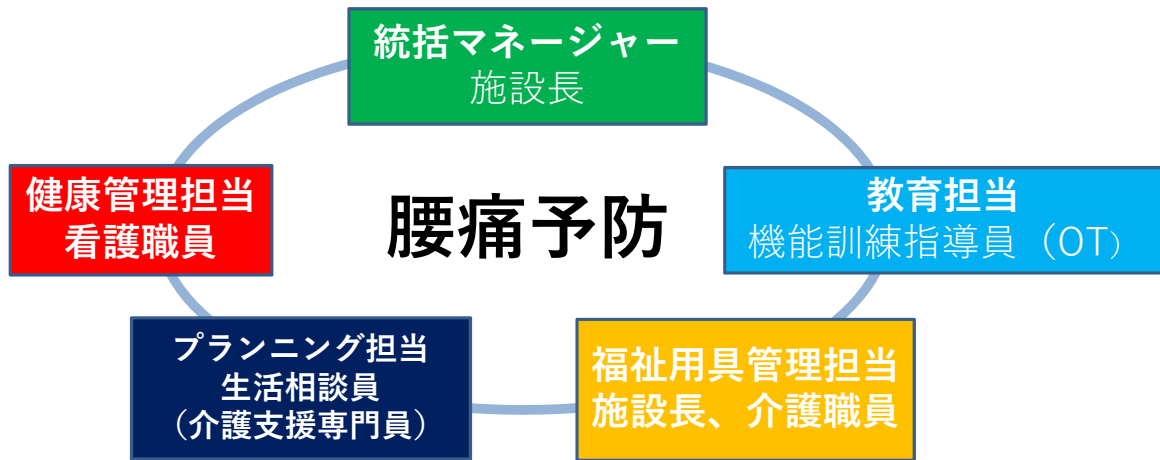 統括マネージャー
施設長
健康管理担当
看護職員
腰痛予防
教育担当
機能訓練指導員（OT）
プランニング担当
生活相談員
（介護支援専門員）
福祉用具管理担当
施設長、介護職員